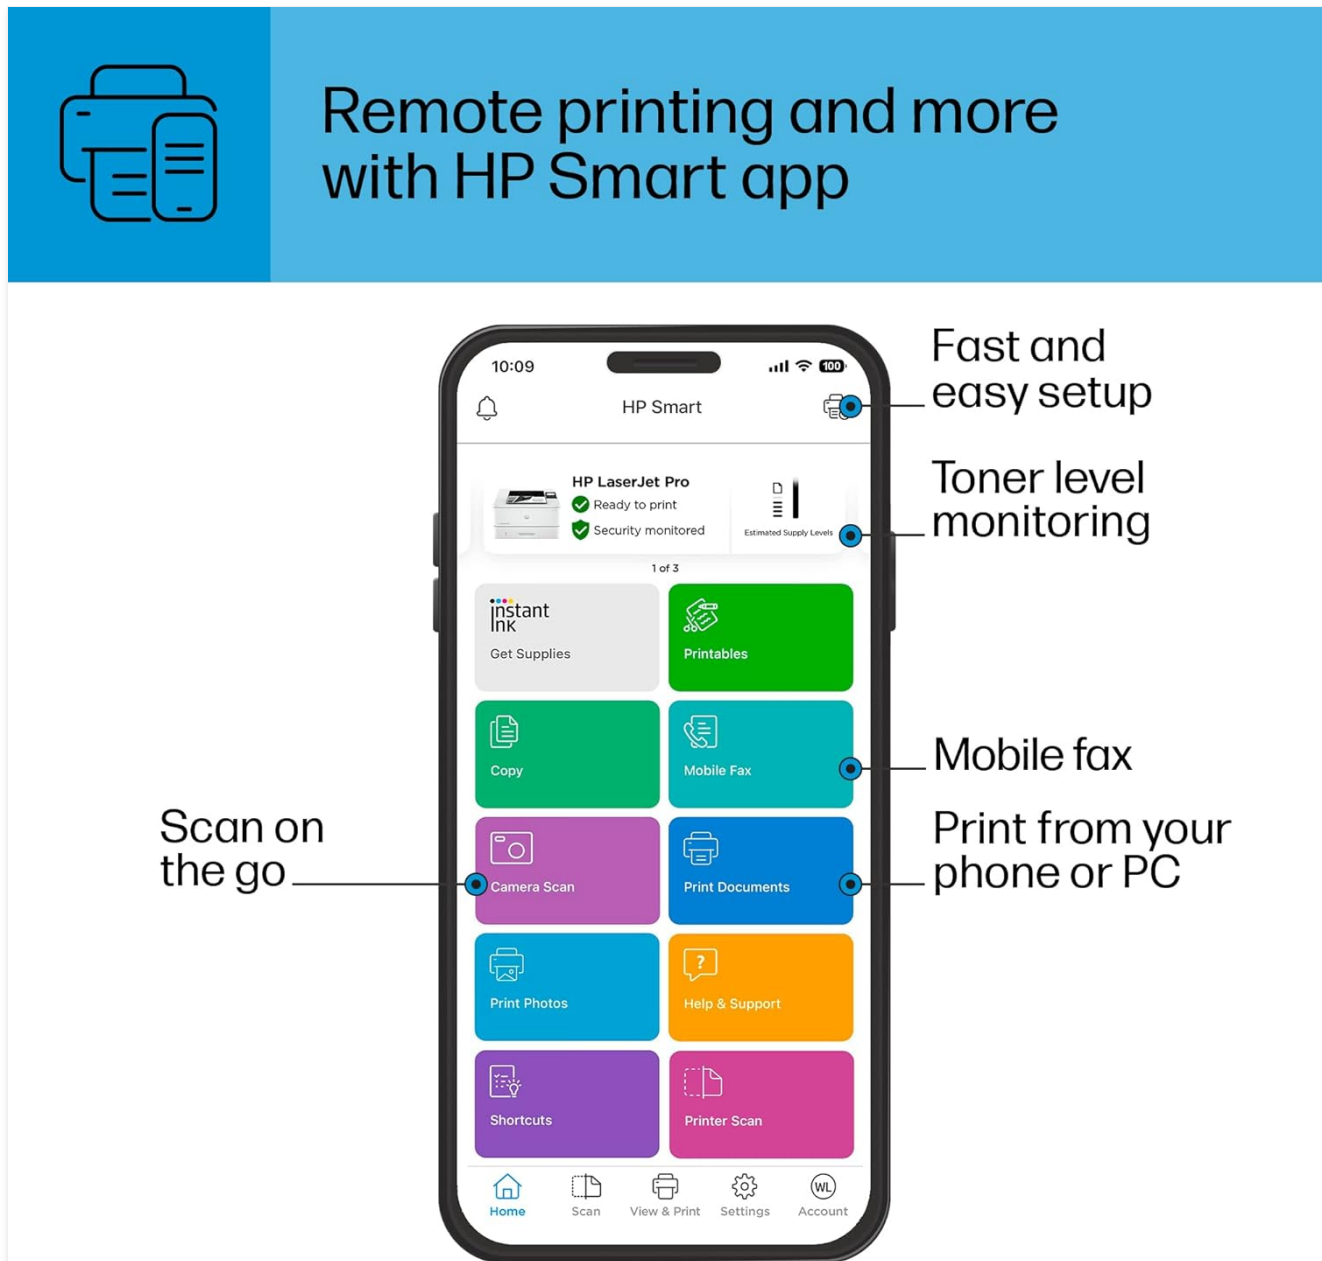 Remote printing and more
with HP Smart app
10:09
100
HP Smart
Fast and
easy setup
HP LaserJet Pro
Ready to print
Security monitored
Estimated Supply Levels
Toner level
monitoring
1 of 3
instant
ink
Get Supplies
Printables
Copy
Mobile Fax
Mobile fax
Scan on
the go
Camera Scan
Print Documents
Print from your
phone or PC
Print Photos
?
Help & Support
Shortcuts
Printer Scan
Home
Scan
View & Print
Settings
WL
Account